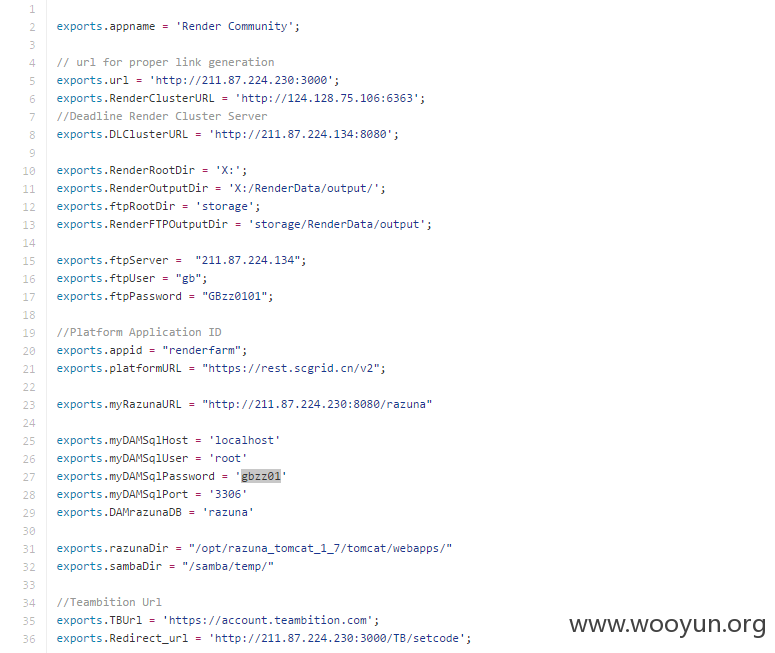 1
2 exports.appname = 'Render Community';
3
4 // url for proper link generation
5 exports.url = 'http://211.87.224.230:3000';
6 exports.RenderClusterURL = 'http://124.128.75.106:6363';
7 //Deadline Render Cluster Server
8 exports.DLClusterURL = 'http://211.87.224.134:8080';
9
10 exports.RenderRootDir = 'X:';
11 exports.RenderOutputDir = 'X:/RenderData/output/';
12 exports.ftpRootDir = 'storage';
13 exports.RenderFTPOutputDir = 'storage/RenderData/output';
14
15 exports.ftpServer =  "211.87.224.134";
16 exports.ftpUser = "gb";
17 exports.ftpPassword = "GBzz0101";
18
19 //Platform Application ID
20 exports.appid = "renderfarm";
21 exports.platformURL = "https://rest.scgrid.cn/v2";
22
23 exports.myRazunaURL = "http://211.87.224.230:8080/razuna"
24
25 exports.myDAMSqlHost = 'localhost'
26 exports.myDAMSqlUser = 'root'
27 exports.myDAMSqlPassword = 'gbzz01'
28 exports.myDAMSqlPort = '3306'
29 exports.DAMrazunaDB = 'razuna'
30
31 exports.razunaDir = "/opt/razuna_tomcat_1_7/tomcat/webapps/"
32 exports.sambaDir = "/samba/temp/"
33
34 //Teambition Url
35 exports.TBUrl = 'https://account.teambition.com';
36 exports.Redirect_url = 'http://211.87.224.230:3000/TB/setcode';
www.wooyun.org